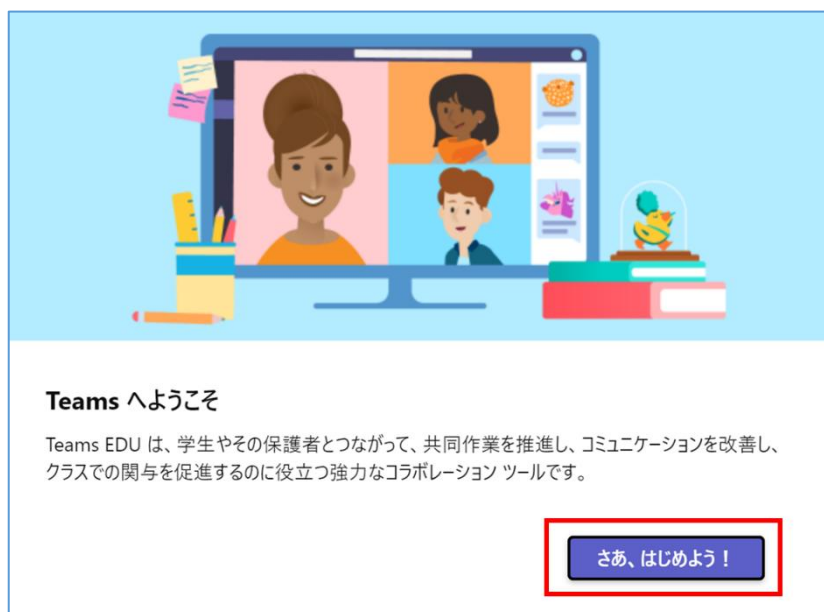 Teams へようこそ
Teams EDU は、学生やその保護者とつながって、共同作業を推進し、コミュニケーションを改善し、
クラスでの関与を促進するのに役立つ強力なコラボレーション ツールです。
さあ、はじめよう！